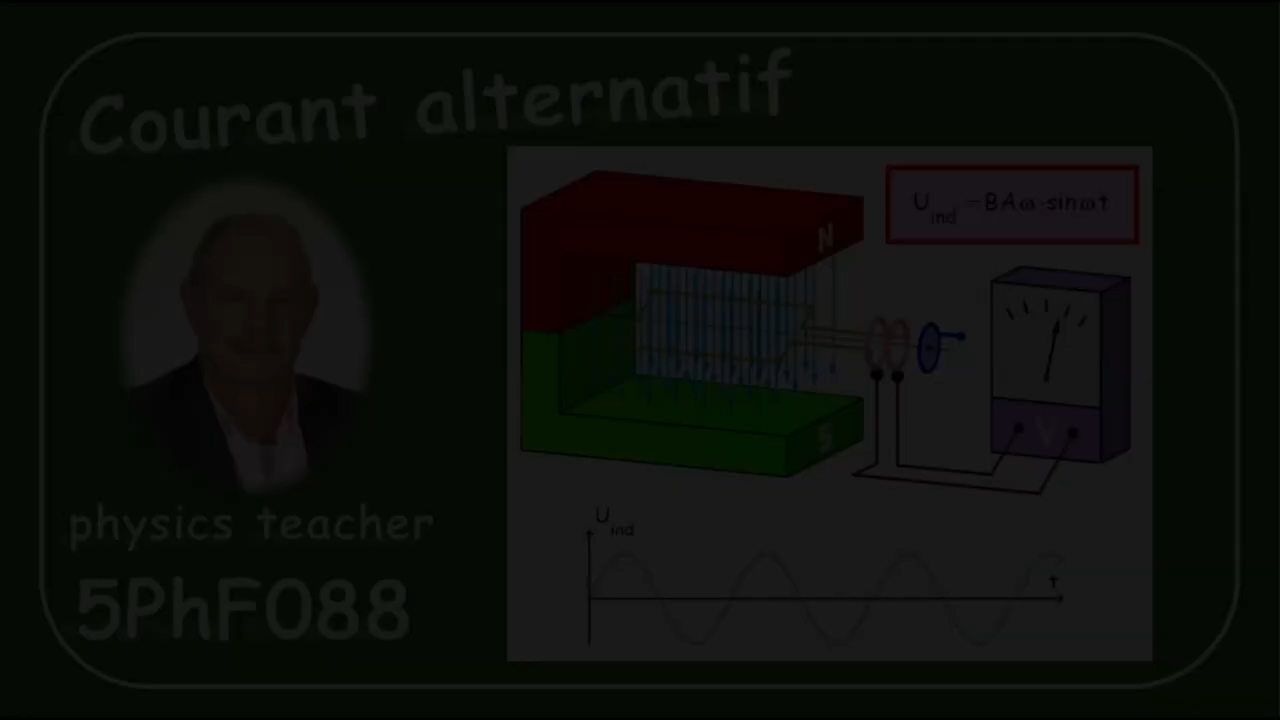 Courant alternatif
U_ind = BAω·sinωt
N
S
V
physics teacher
5PhF088
U_ind
t